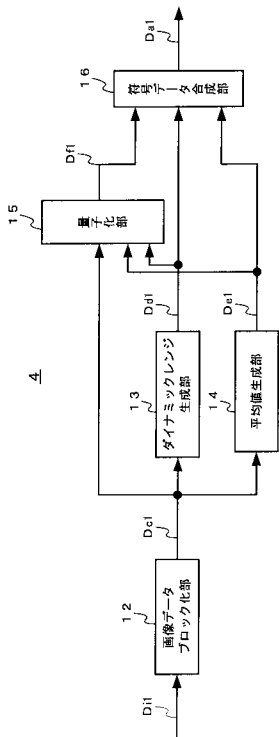 4
Di1
12
画像データ
ブロック化部
Dc1
13
ダイナミックレンジ
生成部
Dd1
14
平均値生成部
De1
15
量子化部
Df1
16
符号データ合成部
Da1